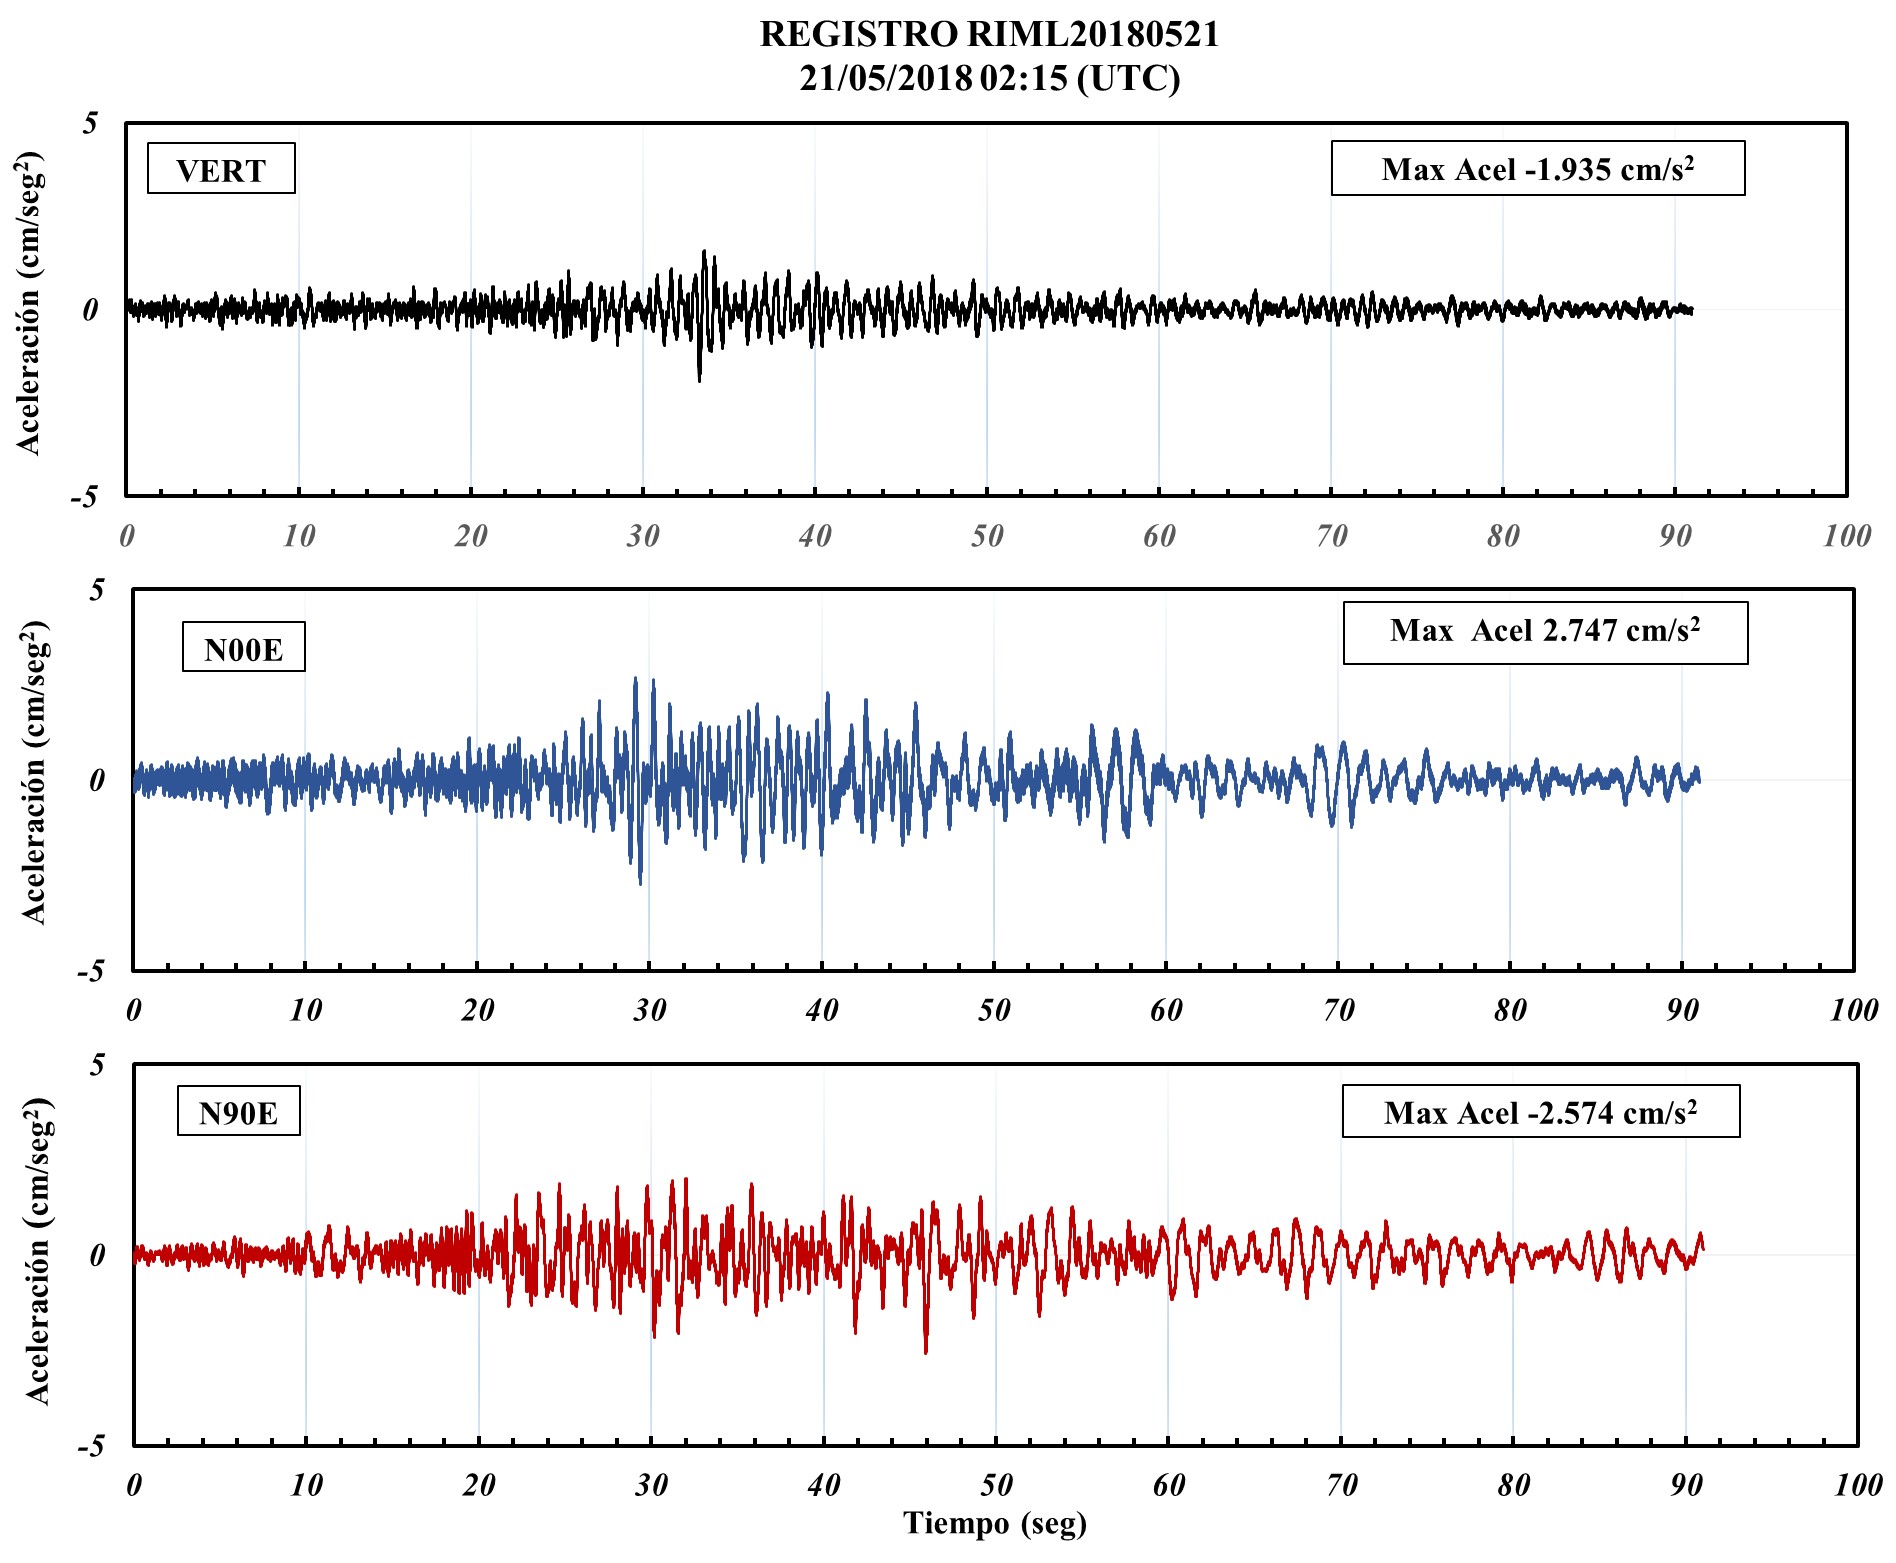 REGISTRO RIML20180521
21/05/2018 02:15 (UTC)
Aceleración (cm/seg²)
5
0
-5
VERT
Max Acel -1.935 cm/s²
0 10 20 30 40 50 60 70 80 90 100
Aceleración (cm/seg²)
5
0
-5
N00E
Max Acel 2.747 cm/s²
0 10 20 30 40 50 60 70 80 90 100
Aceleración (cm/seg²)
5
0
-5
N90E
Max Acel -2.574 cm/s²
0 10 20 30 40 50 60 70 80 90 100
Tiempo (seg)